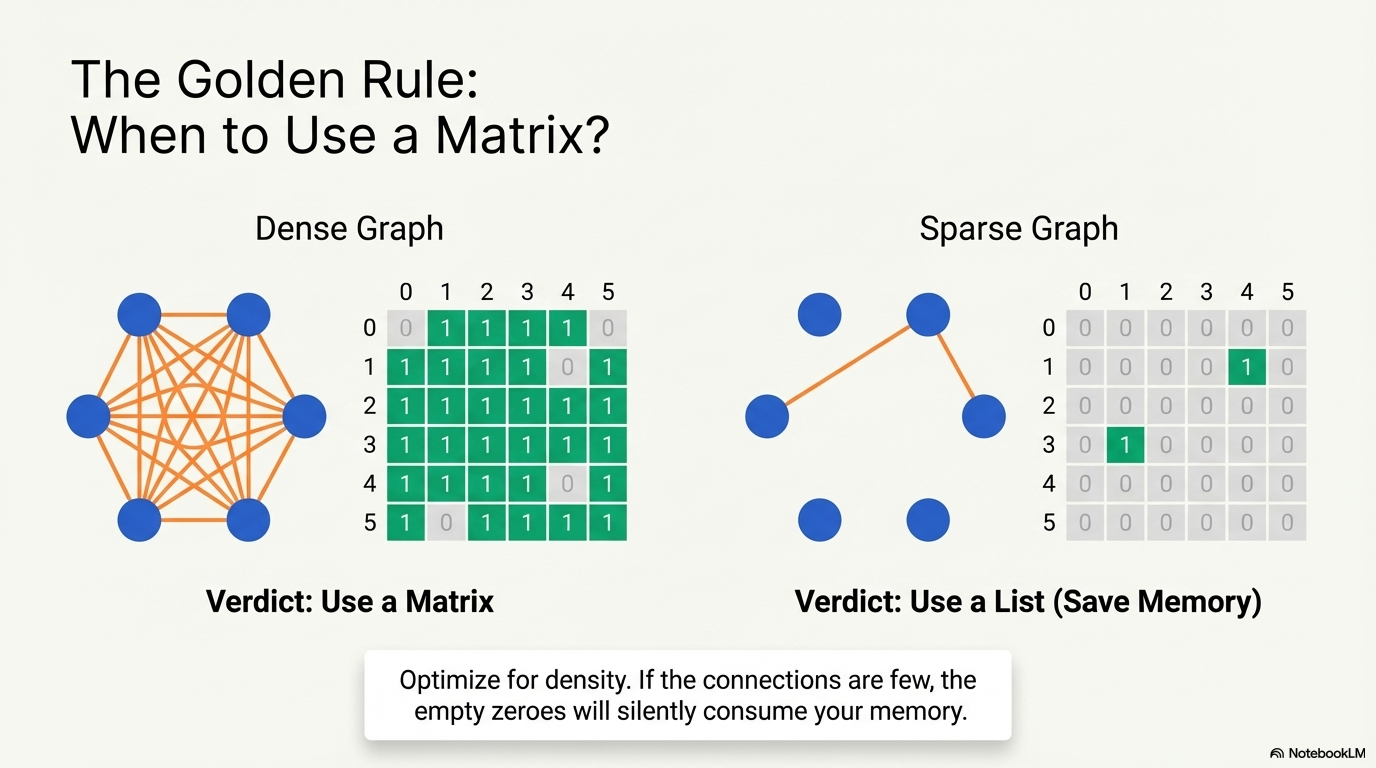 The Golden Rule:
When to Use a Matrix?
Dense Graph
0 1 2 3 4 5
0 0 1 1 1 1 0
1 1 1 1 1 0 1
2 1 1 1 1 1 1
3 1 1 1 1 1 1
4 1 1 1 1 0 1
5 1 0 1 1 1 1
Verdict: Use a Matrix
Sparse Graph
0 1 2 3 4 5
0 0 0 0 0 0 0
1 0 0 0 0 1 0
2 0 0 0 0 0 0
3 0 1 0 0 0 0
4 0 0 0 0 0 0
5 0 0 0 0 0 0
Verdict: Use a List (Save Memory)
Optimize for density. If the connections are few, the
empty zeroes will silently consume your memory.
NotebookLM